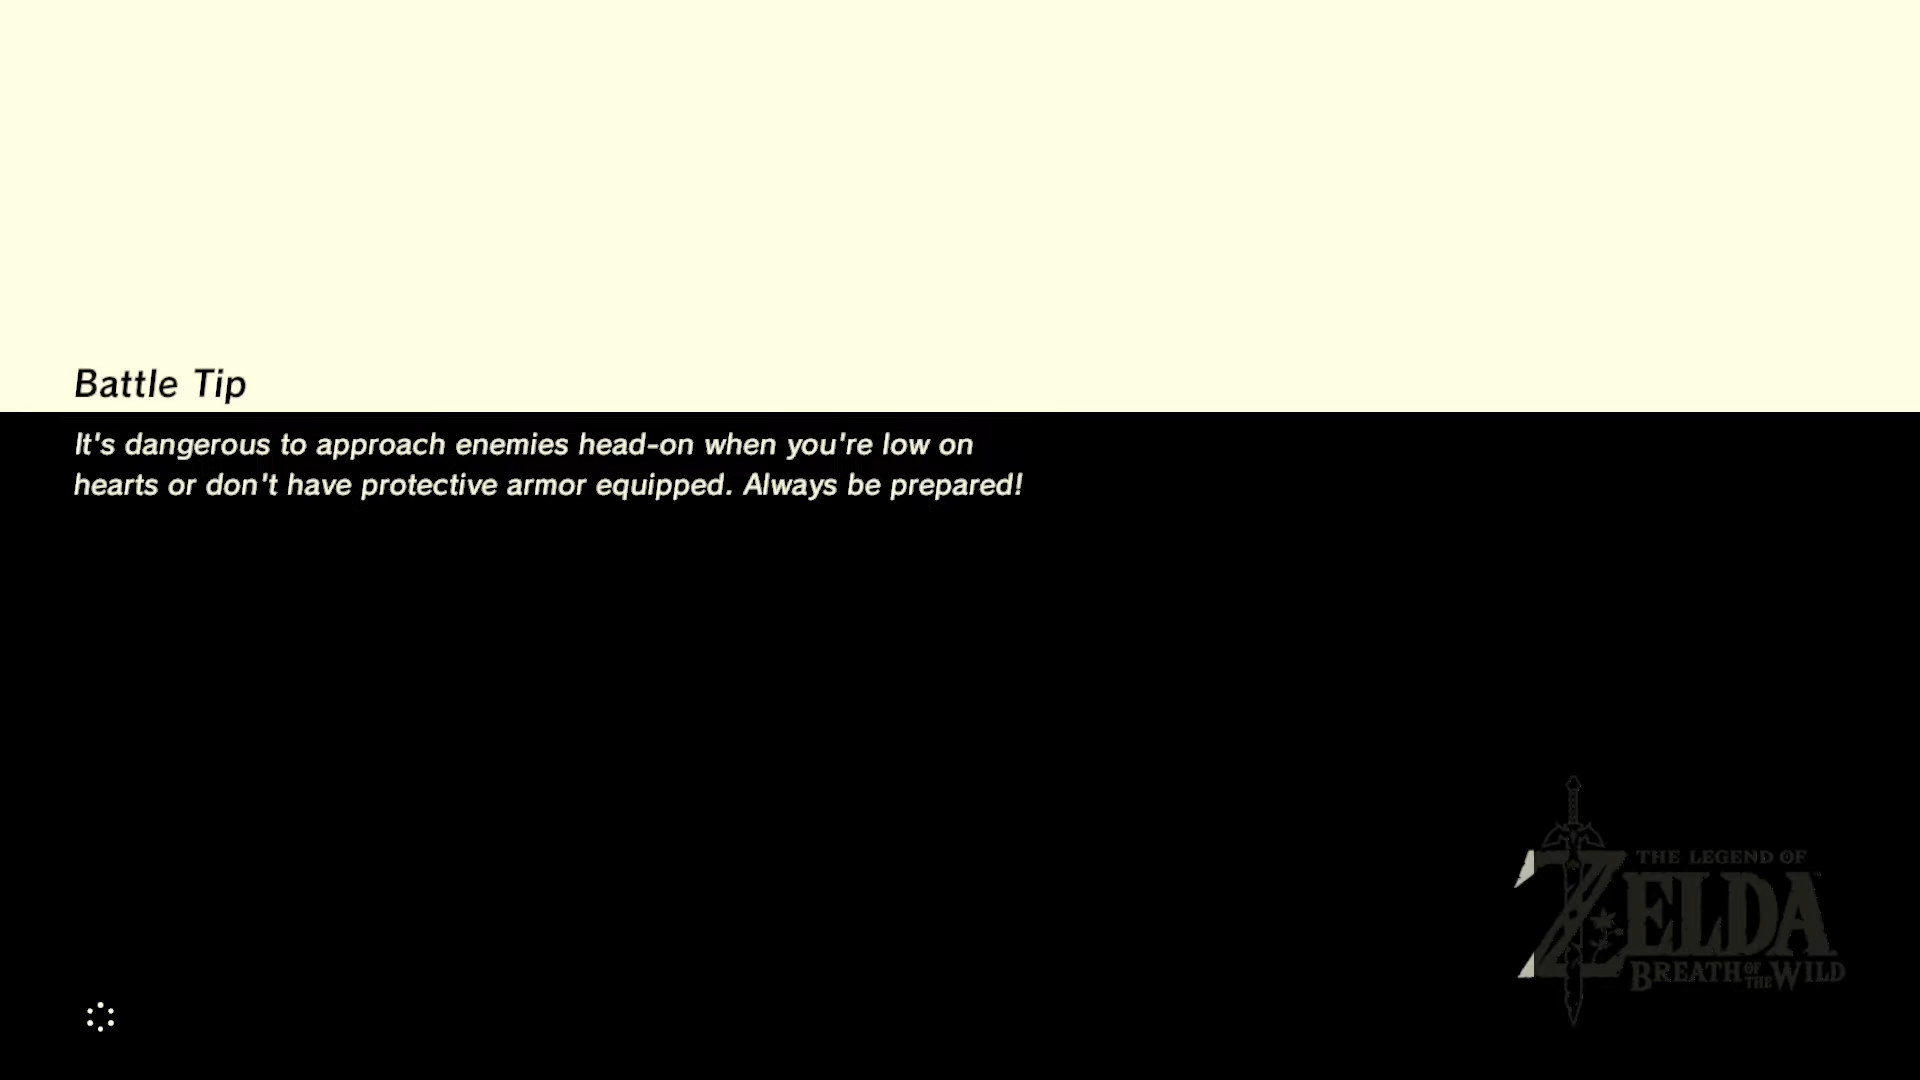 Battle Tip
It's dangerous to approach enemies head-on when you're low on
hearts or don't have protective armor equipped. Always be prepared!
THE LEGEND OF
ZELDA
BREATH OF THE WILD